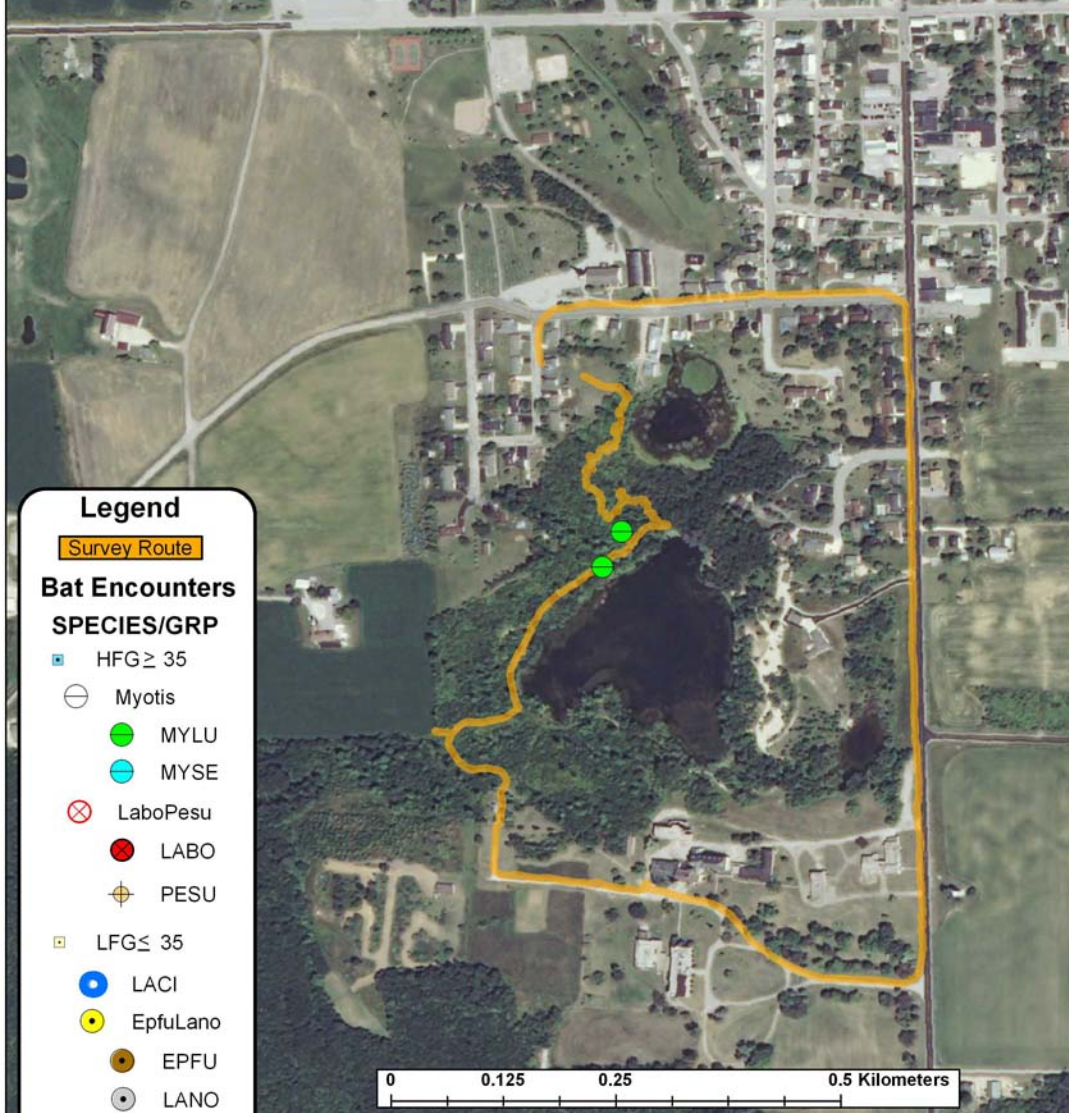 Legend
Survey Route
Bat Encounters
SPECIES/GRP
HFG ≥ 35
Myotis
MYLU
MYSE
LaboPesu
LABO
PESU
LFG ≤ 35
LACI
EpfuLano
EPFU
LANO
0 0.125 0.25 0.5 Kilometers